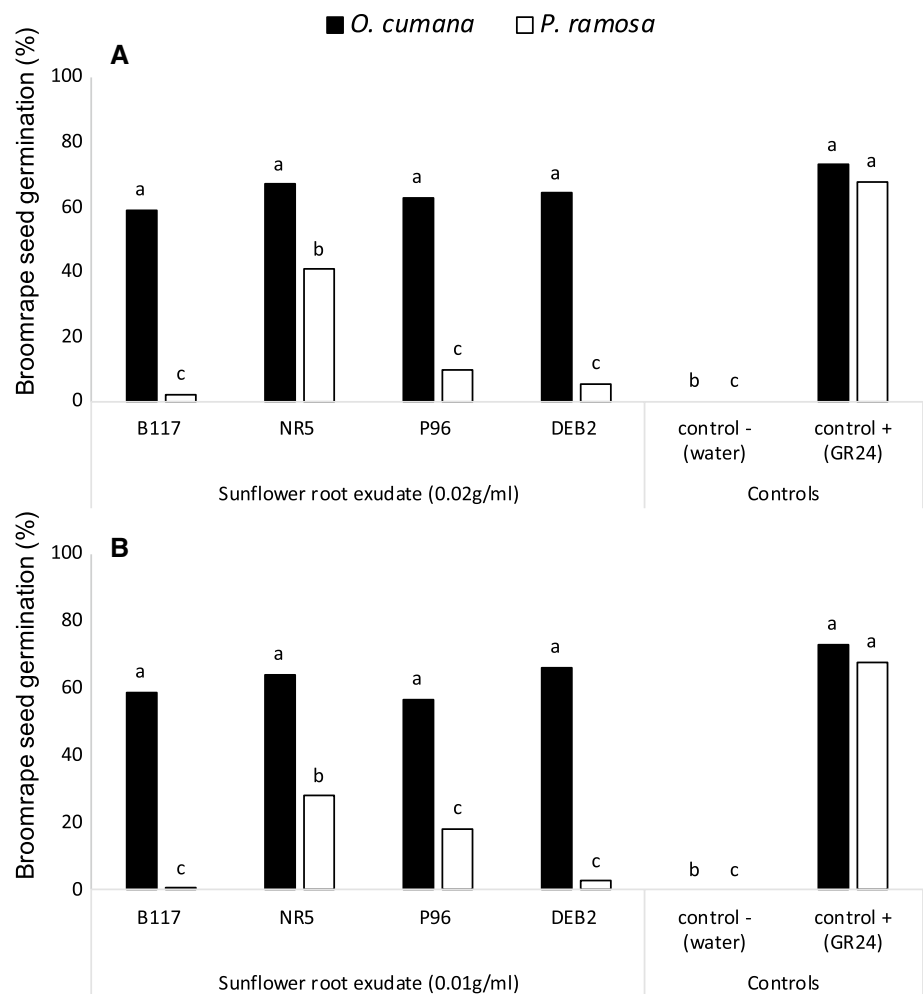 O. cumana P. ramosa
A
Broomrape seed germination (%)
100
80
60
40
20
0
a
c
a
b
a
c
a
c
b
c
a
a
B117 NR5 P96 DEB2 control - (water) control + (GR24)
Sunflower root exudate (0.02g/ml) Controls
B
Broomrape seed germination (%)
100
80
60
40
20
0
a
c
a
b
a
c
a
c
b
c
a
a
B117 NR5 P96 DEB2 control - (water) control + (GR24)
Sunflower root exudate (0.01g/ml) Controls